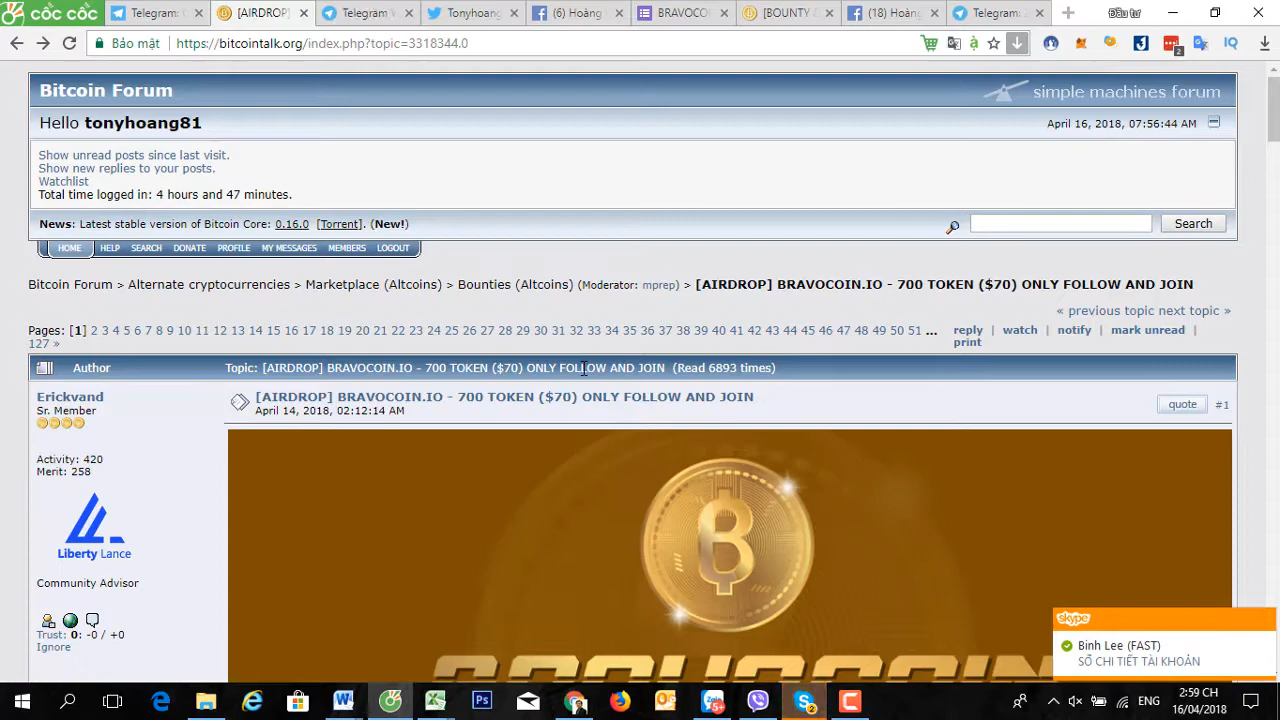 cốc cốc
Telegram:
[AIRDROP]
Telegram W
Tonyhoang
(6) Hoàng
BRAVOCO
[BOUNTY
(18) Hoàn
Telegram:
Đầu tư
Bảo mật
https://bitcointalk.org/index.php?topic=3318344.0
Bitcoin Forum
simple machines forum
Hello tonyhoang81
April 16, 2018, 07:56:44 AM
Show unread posts since last visit.
Show new replies to your posts.
Watchlist
Total time logged in: 4 hours and 47 minutes.
News: Latest stable version of Bitcoin Core: 0.16.0 [Torrent]. (New!)
Search
HOME HELP SEARCH DONATE PROFILE MY MESSAGES MEMBERS LOGOUT
Bitcoin Forum > Alternate cryptocurrencies > Marketplace (Altcoins) > Bounties (Altcoins) (Moderator: mprep) > [AIRDROP] BRAVOCOIN.IO - 700 TOKEN ($70) ONLY FOLLOW AND JOIN
« previous topic next topic »
Pages: [1] 2 3 4 5 6 7 8 9 10 11 12 13 14 15 16 17 18 19 20 21 22 23 24 25 26 27 28 29 30 31 32 33 34 35 36 37 38 39 40 41 42 43 44 45 46 47 48 49 50 51 ...
127 »
reply watch notify mark unread
print
Author
Topic: [AIRDROP] BRAVOCOIN.IO - 700 TOKEN ($70) ONLY FOLLOW AND JOIN (Read 6893 times)
Erickvand
Sr. Member
Activity: 420
Merit: 258
Liberty Lance
Community Advisor
Trust: 0: -0 / +0
Ignore
[AIRDROP] BRAVOCOIN.IO - 700 TOKEN ($70) ONLY FOLLOW AND JOIN
April 14, 2018, 02:12:14 AM
quote
#1
skype
Binh Lee (FAST)
SỔ CHI TIẾT TÀI KHOẢN
ENG
2:59 CH
16/04/2018